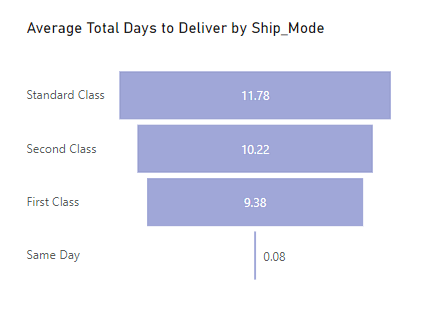 Average Total Days to Deliver by Ship_Mode
Standard Class 11.78
Second Class 10.22
First Class 9.38
Same Day 0.08